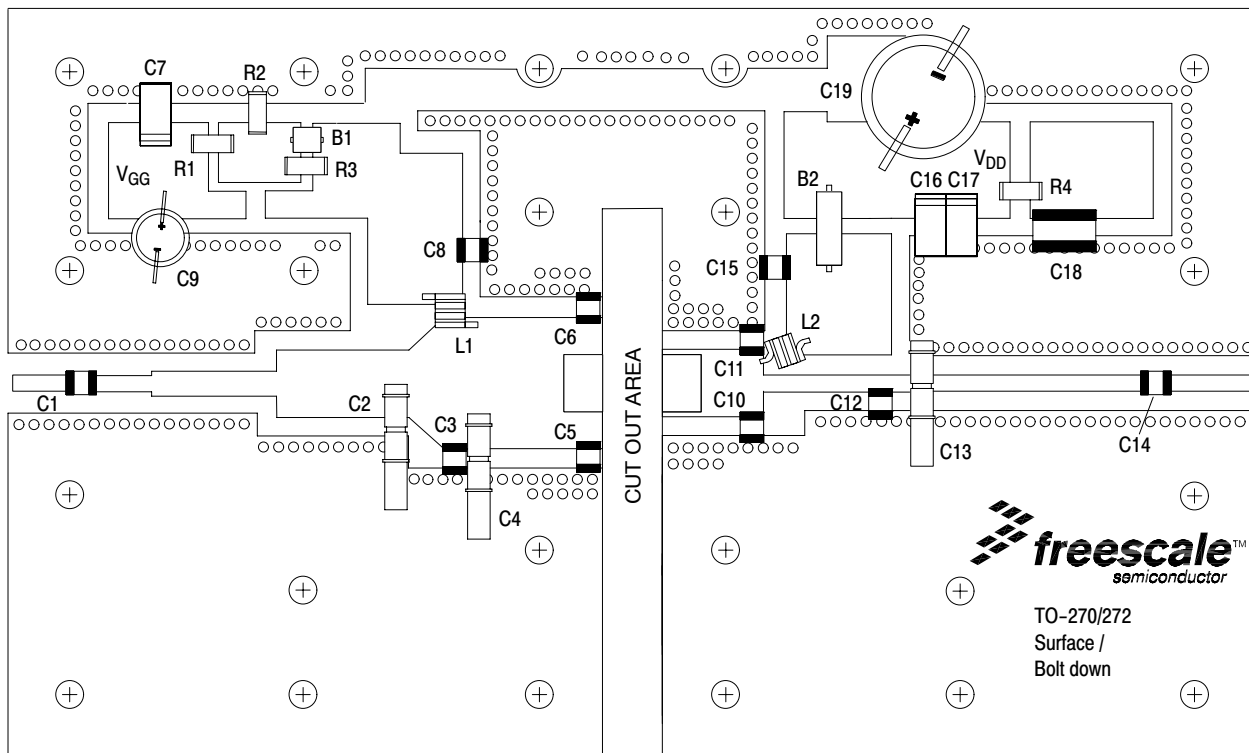 C7
R2
C19
B1
R1
R3
VGG
VDD
B2
C16 C17
R4
C8
C9
C15
C18
C6
L1
L2
C11
C1
C2
C3
C5
C10
C12
C13
C14
C4
CUT OUT AREA
freescale™
semiconductor
TO-270/272
Surface /
Bolt down